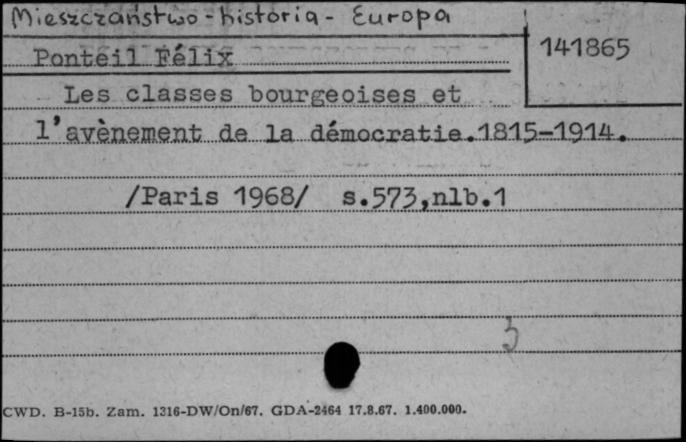 Mieszczaństwo - historia - Europa
141865
Ponteil Félix
Les classes bourgeoises et
l'avènement de la démocratie.1815-1914.
/Paris 1968/ s.573,nlb.1
3
CWD. B-15b. Zam. 1316-DW/On/67. GDA-2464 17.8.67. 1.400.000.